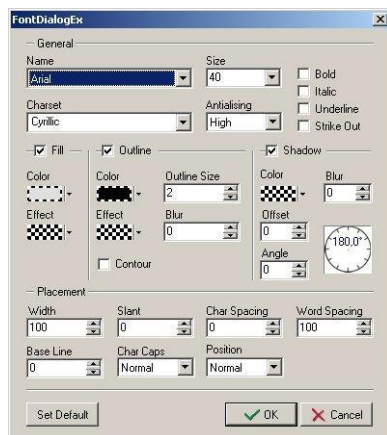 FontDialogEx
General
Name Size
Arial 40 Bold
Italic
Charset Antialising Underline
Cyrillic High Strike Out
Fill Outline Shadow
Color Color Outline Size Color Blur
2 0
Effect Effect Blur Offset
0 0 180,0°
Contour Angle
0
Placement
Width Slant Char Spacing Word Spacing
100 0 0 100
Base Line Char Caps Position
0 Normal Normal
Set Default OK Cancel